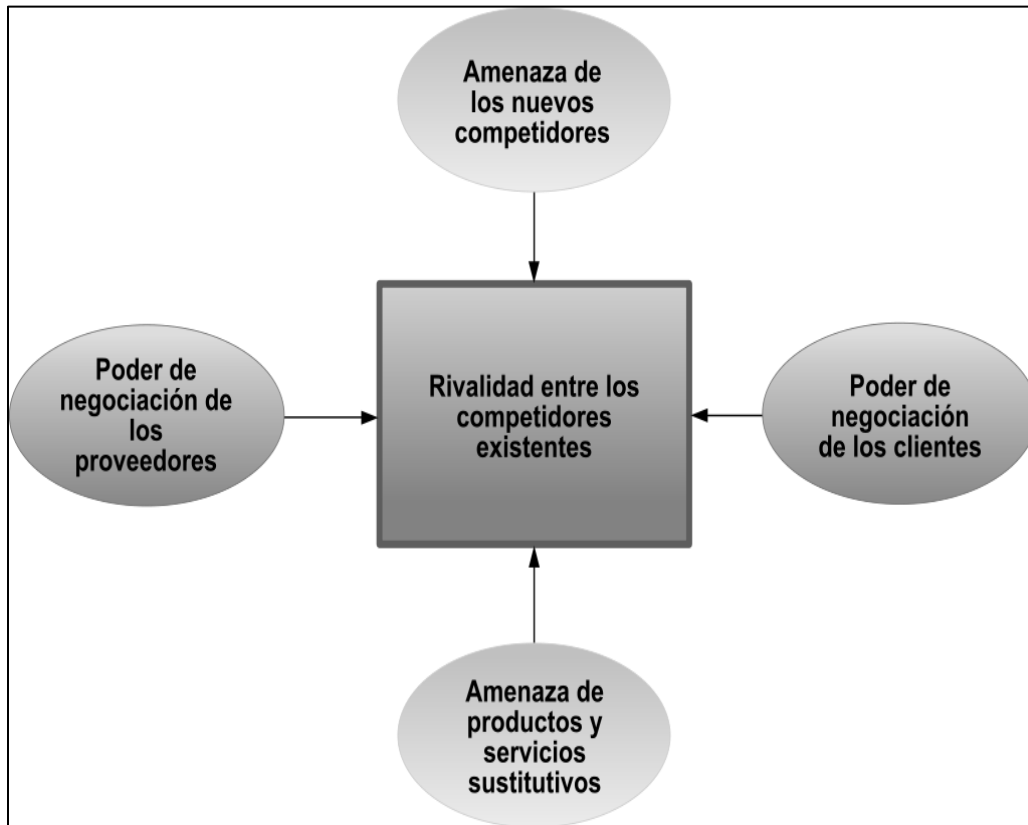 Amenaza de
los nuevos
competidores
Poder de
negociación de
los
proveedores
Rivalidad entre los
competidores
existentes
Poder de
negociación
de los clientes
Amenaza de
productos y
servicios
sustitutivos